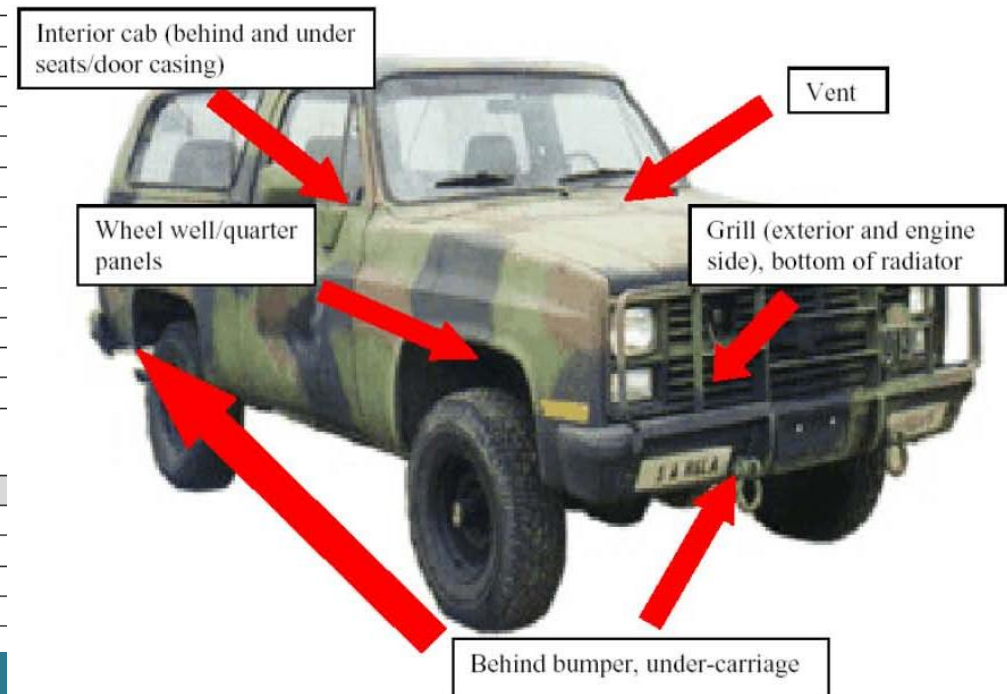 Interior cab (behind and under
seats/door casing)
Vent
Wheel well/quarter
panels
Grill (exterior and engine
side), bottom of radiator
Behind bumper, under-carriage